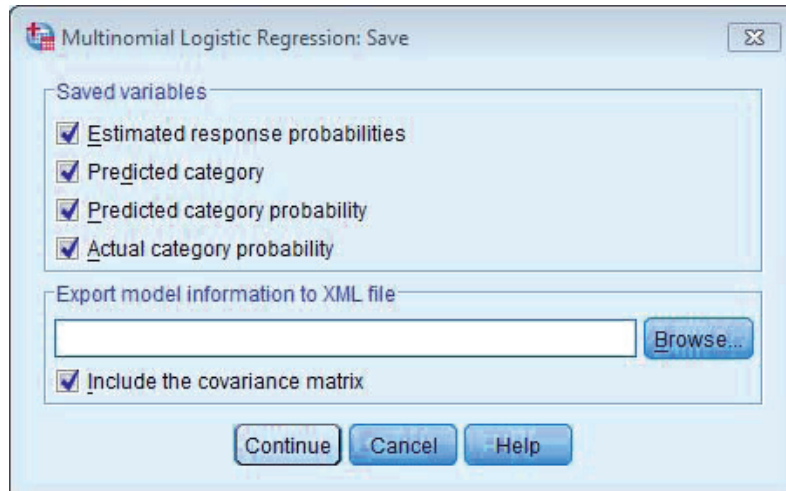 Multinomial Logistic Regression: Save
Saved variables
Estimated response probabilities
Predicted category
Predicted category probability
Actual category probability
Export model information to XML file
Browse...
Include the covariance matrix
Continue Cancel Help